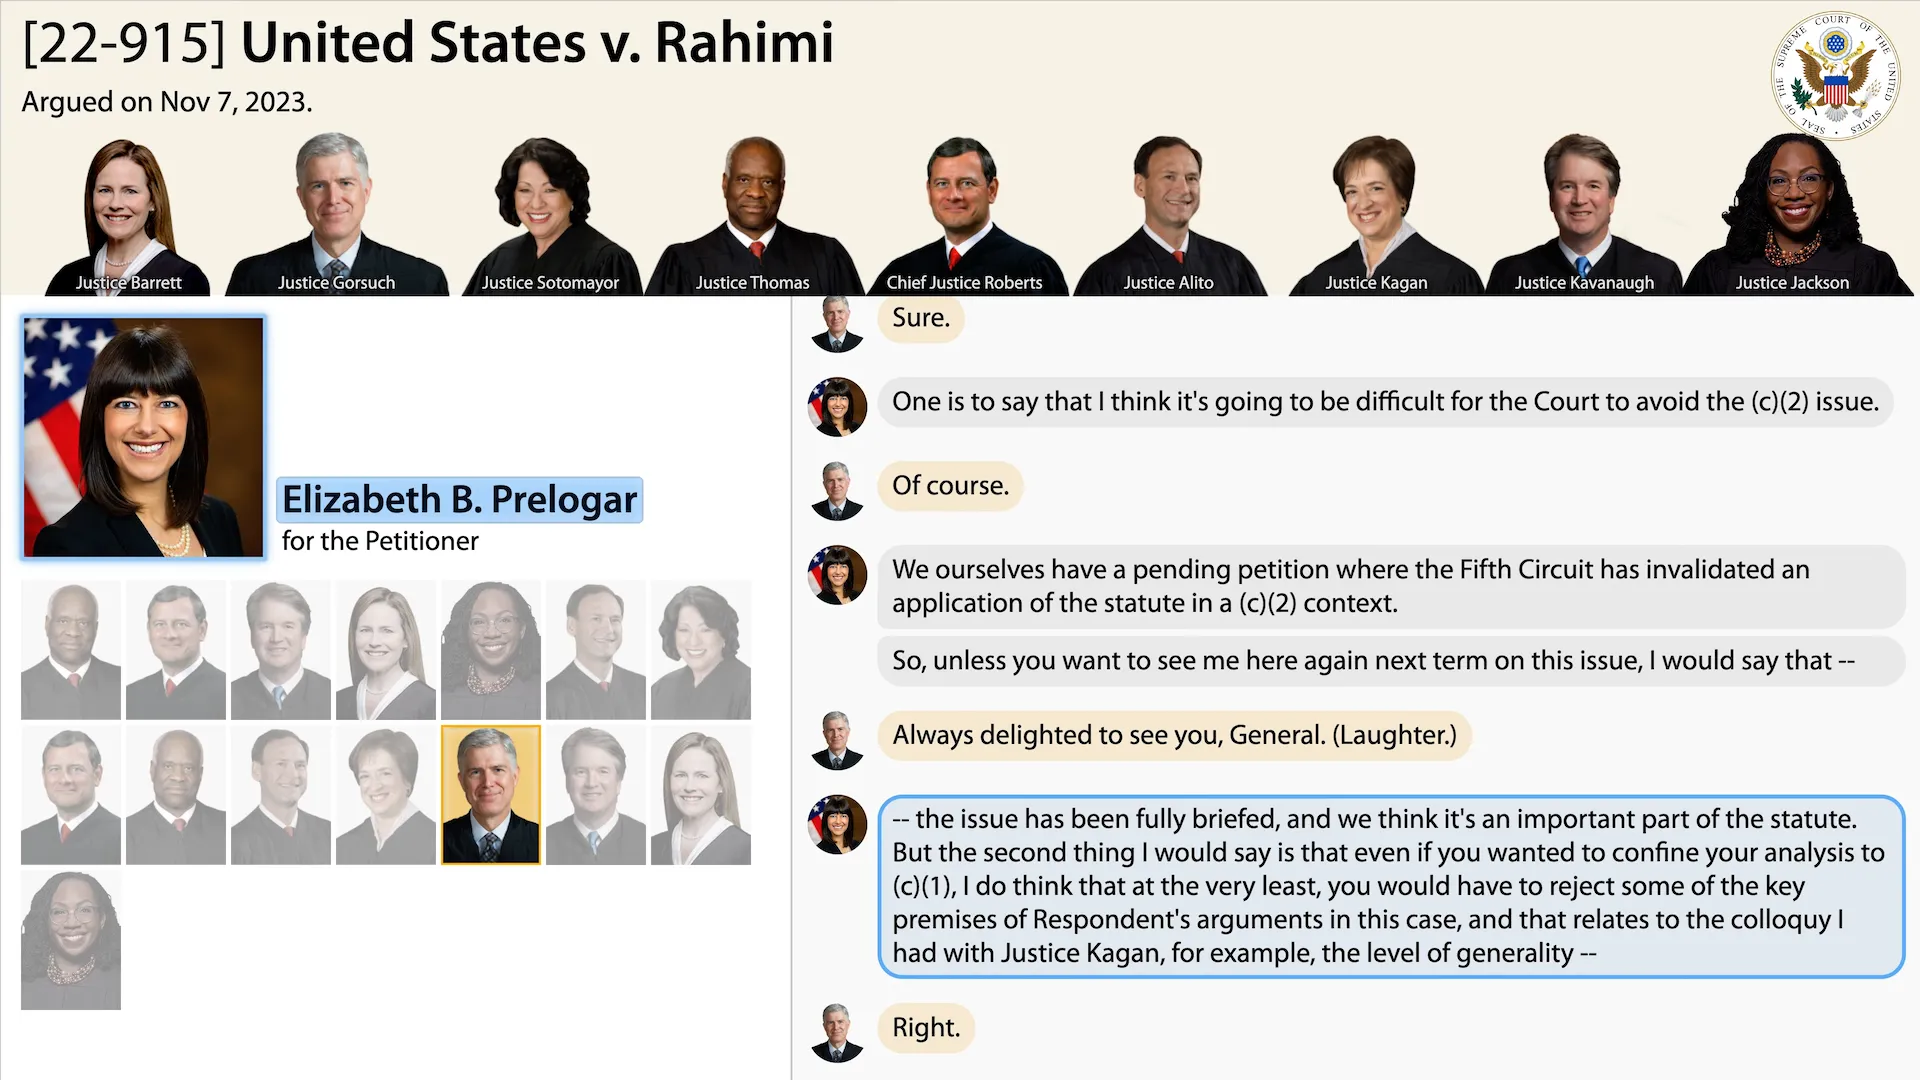 [22-915] United States v. Rahimi
Argued on Nov 7, 2023.
SEAL OF THE SUPREME COURT OF THE UNITED STATES
Justice Barrett
Justice Gorsuch
Justice Sotomayor
Justice Thomas
Chief Justice Roberts
Justice Alito
Justice Kagan
Justice Kavanaugh
Justice Jackson
Elizabeth B. Prelogar
for the Petitioner
Sure.
One is to say that I think it's going to be difficult for the Court to avoid the (c)(2) issue.
Of course.
We ourselves have a pending petition where the Fifth Circuit has invalidated an
application of the statute in a (c)(2) context.
So, unless you want to see me here again next term on this issue, I would say that --
Always delighted to see you, General. (Laughter.)
-- the issue has been fully briefed, and we think it's an important part of the statute.
But the second thing I would say is that even if you wanted to confine your analysis to
(c)(1), I do think that at the very least, you would have to reject some of the key
premises of Respondent's arguments in this case, and that relates to the colloquy I
had with Justice Kagan, for example, the level of generality --
Right.